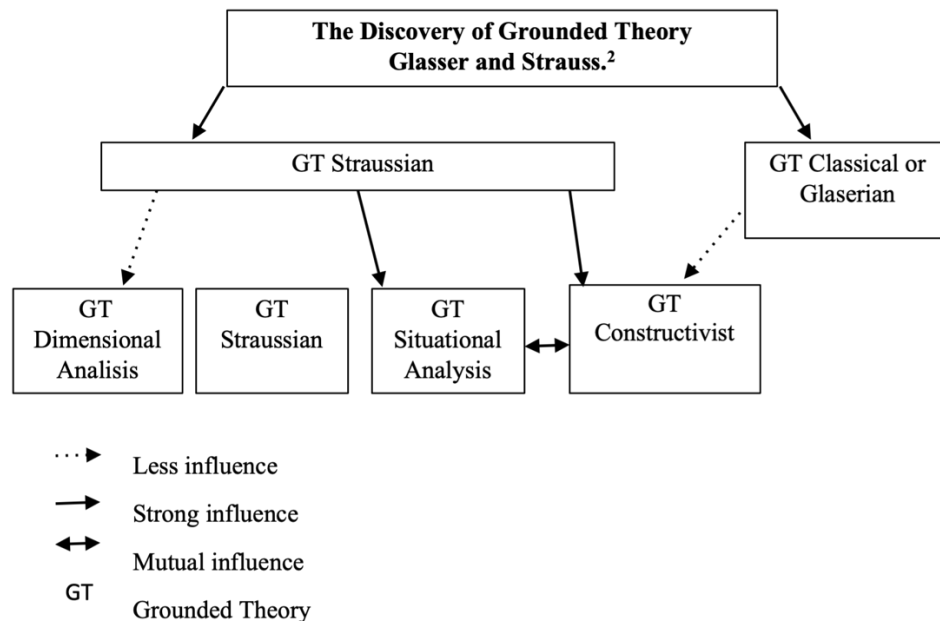 The Discovery of Grounded Theory
Glasser and Strauss.²
GT Straussian
GT Classical or
Glaserian
GT
Dimensional
Analisis
GT
Straussian
GT
Situational
Analysis
GT
Constructivist
Less influence
Strong influence
Mutual influence
GT
Grounded Theory